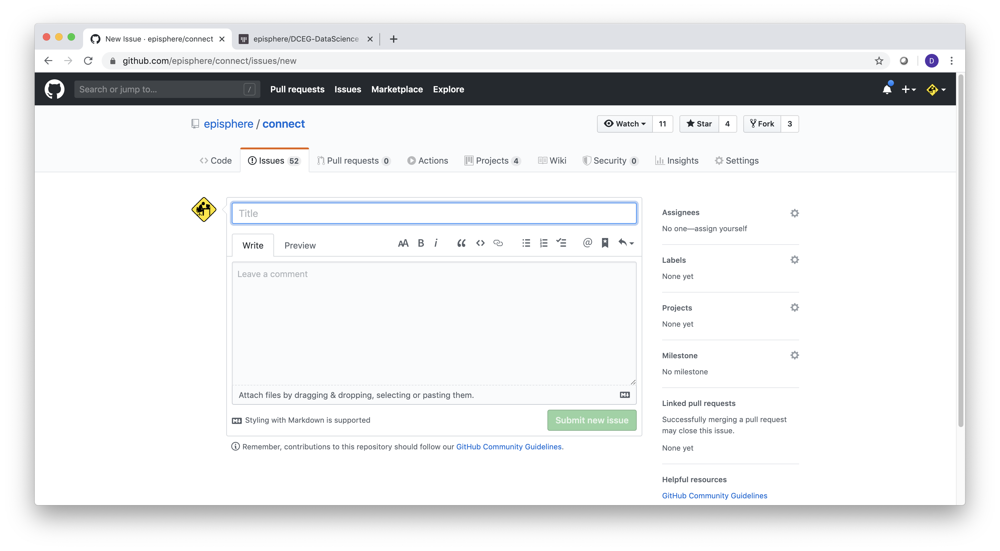 New Issue · episphere/connect
episphere/DCEG-DataScience
github.com/episphere/connect/issues/new
D
Search or jump to... /
Pull requests Issues Marketplace Explore
episphere / connect
Watch 11 Star 4 Fork 3
Code Issues 52 Pull requests 0 Actions Projects 4 Wiki Security 0 Insights Settings
Title
Write Preview AA B i @
Leave a comment
Attach files by dragging & dropping, selecting or pasting them.
Styling with Markdown is supported
Submit new issue
Remember, contributions to this repository should follow our GitHub Community Guidelines.
Assignees
No one—assign yourself
Labels
None yet
Projects
None yet
Milestone
No milestone
Linked pull requests
Successfully merging a pull request
may close this issue.
None yet
Helpful resources
GitHub Community Guidelines